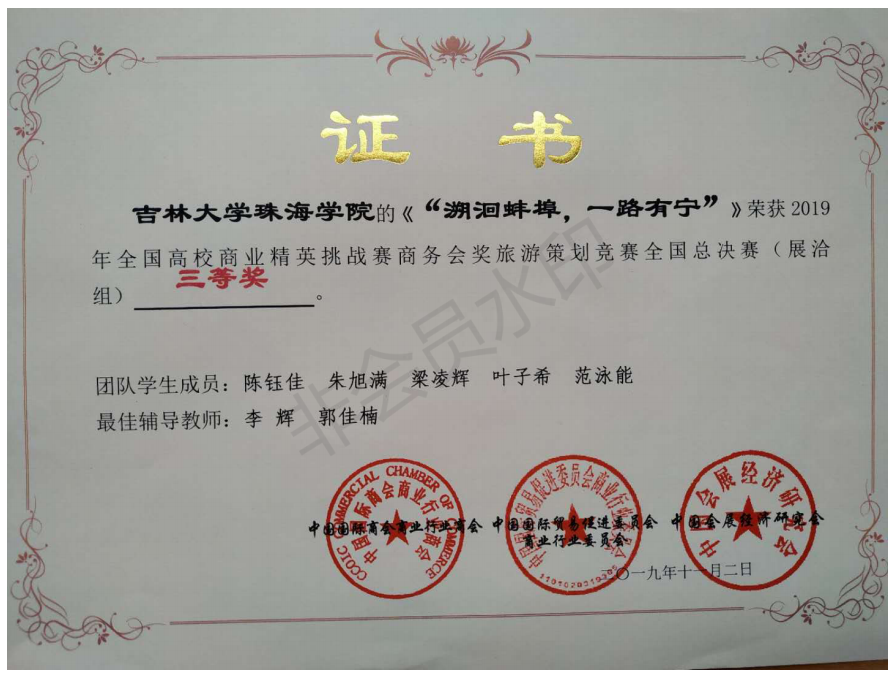 证 书
吉林大学珠海学院的《“溯洄蚌埠，一路有宁”》荣获 2019
年全国高校商业精英挑战赛商务会奖旅游策划竞赛全国总决赛（展洽
组）三等奖。
团队学生成员：陈钰佳 朱旭满 梁凌辉 叶子希 范泳能
最佳辅导教师：李 辉 郭佳楠
中国国际商会商业行业商会 中国国际贸易促进委员会 中国会展经济研究会
商业行业委员会
二〇一九年十一月二日
CCOIC COMMERCIAL CHAMBER OF COMMERCE
中国国际商会商业行业商会
中国国际贸易促进委员会商业行业委员会
中国会展经济研究会
非会员水印